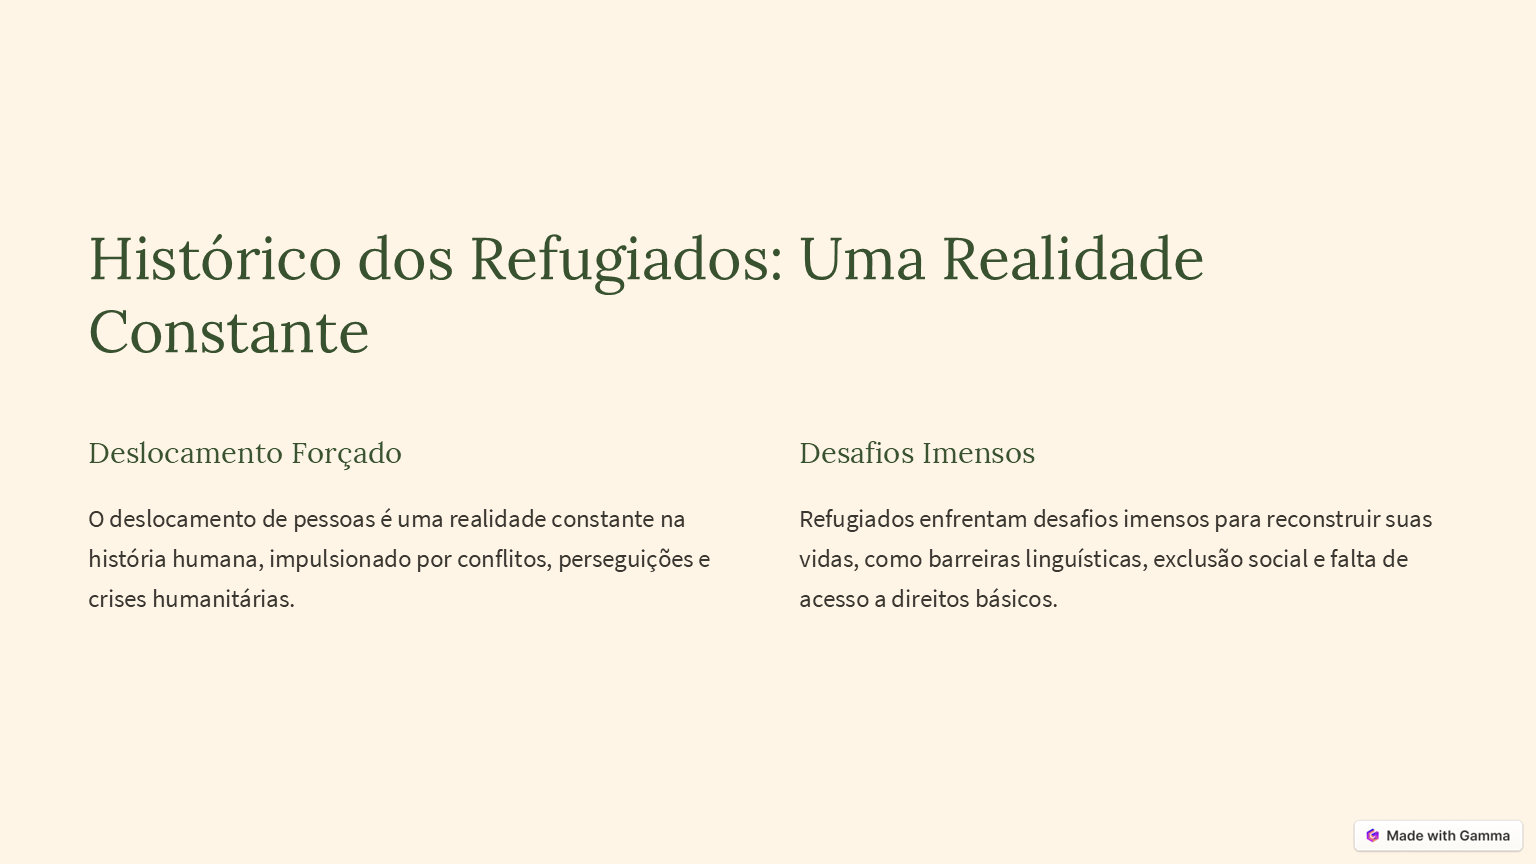 Histórico dos Refugiados: Uma Realidade
Constante
Deslocamento Forçado
O deslocamento de pessoas é uma realidade constante na
história humana, impulsionado por conflitos, perseguições e
crises humanitárias.
Desafios Imensos
Refugiados enfrentam desafios imensos para reconstruir suas
vidas, como barreiras linguísticas, exclusão social e falta de
acesso a direitos básicos.
Made with Gamma